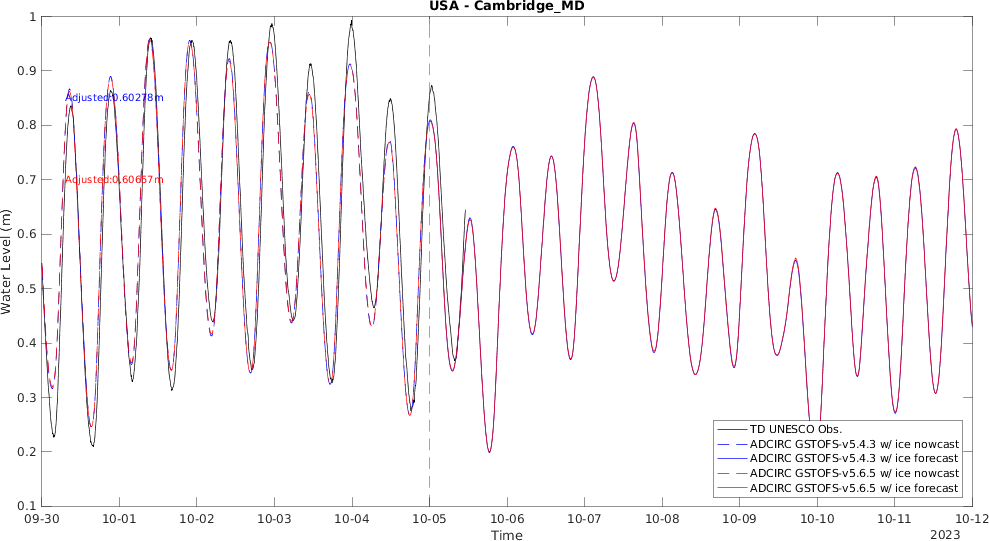 USA - Cambridge_MD
1
0.9
0.8
0.7
0.6
0.5
0.4
0.3
0.2
0.1
Water Level (m)
Adjusted:0.60278m
Adjusted:0.60657m
TD UNESCO Obs.
ADCIRC GSTOFS-v5.4.3 w/ ice nowcast
ADCIRC GSTOFS-v5.4.3 w/ ice forecast
ADCIRC GSTOFS-v5.6.5 w/ ice nowcast
ADCIRC GSTOFS-v5.6.5 w/ ice forecast
09-30 10-01 10-02 10-03 10-04 10-05 10-06 10-07 10-08 10-09 10-10 10-11 10-12
Time
2023